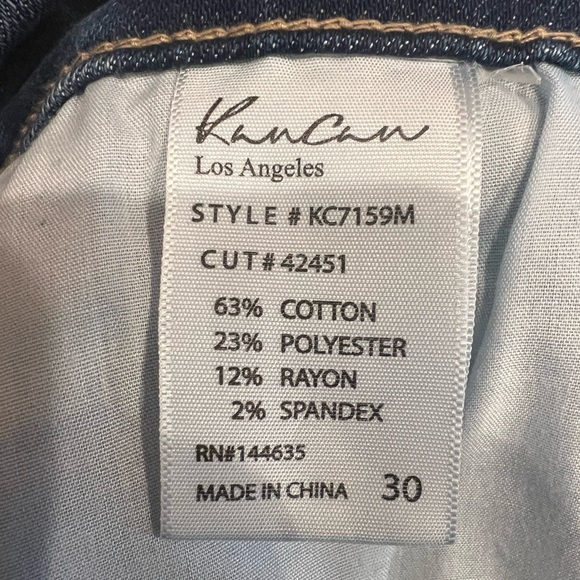 KanCan
Los Angeles
STYLE # KC7159M
CUT# 42451
63% COTTON
23% POLYESTER
12% RAYON
2% SPANDEX
RN#144635
MADE IN CHINA 30